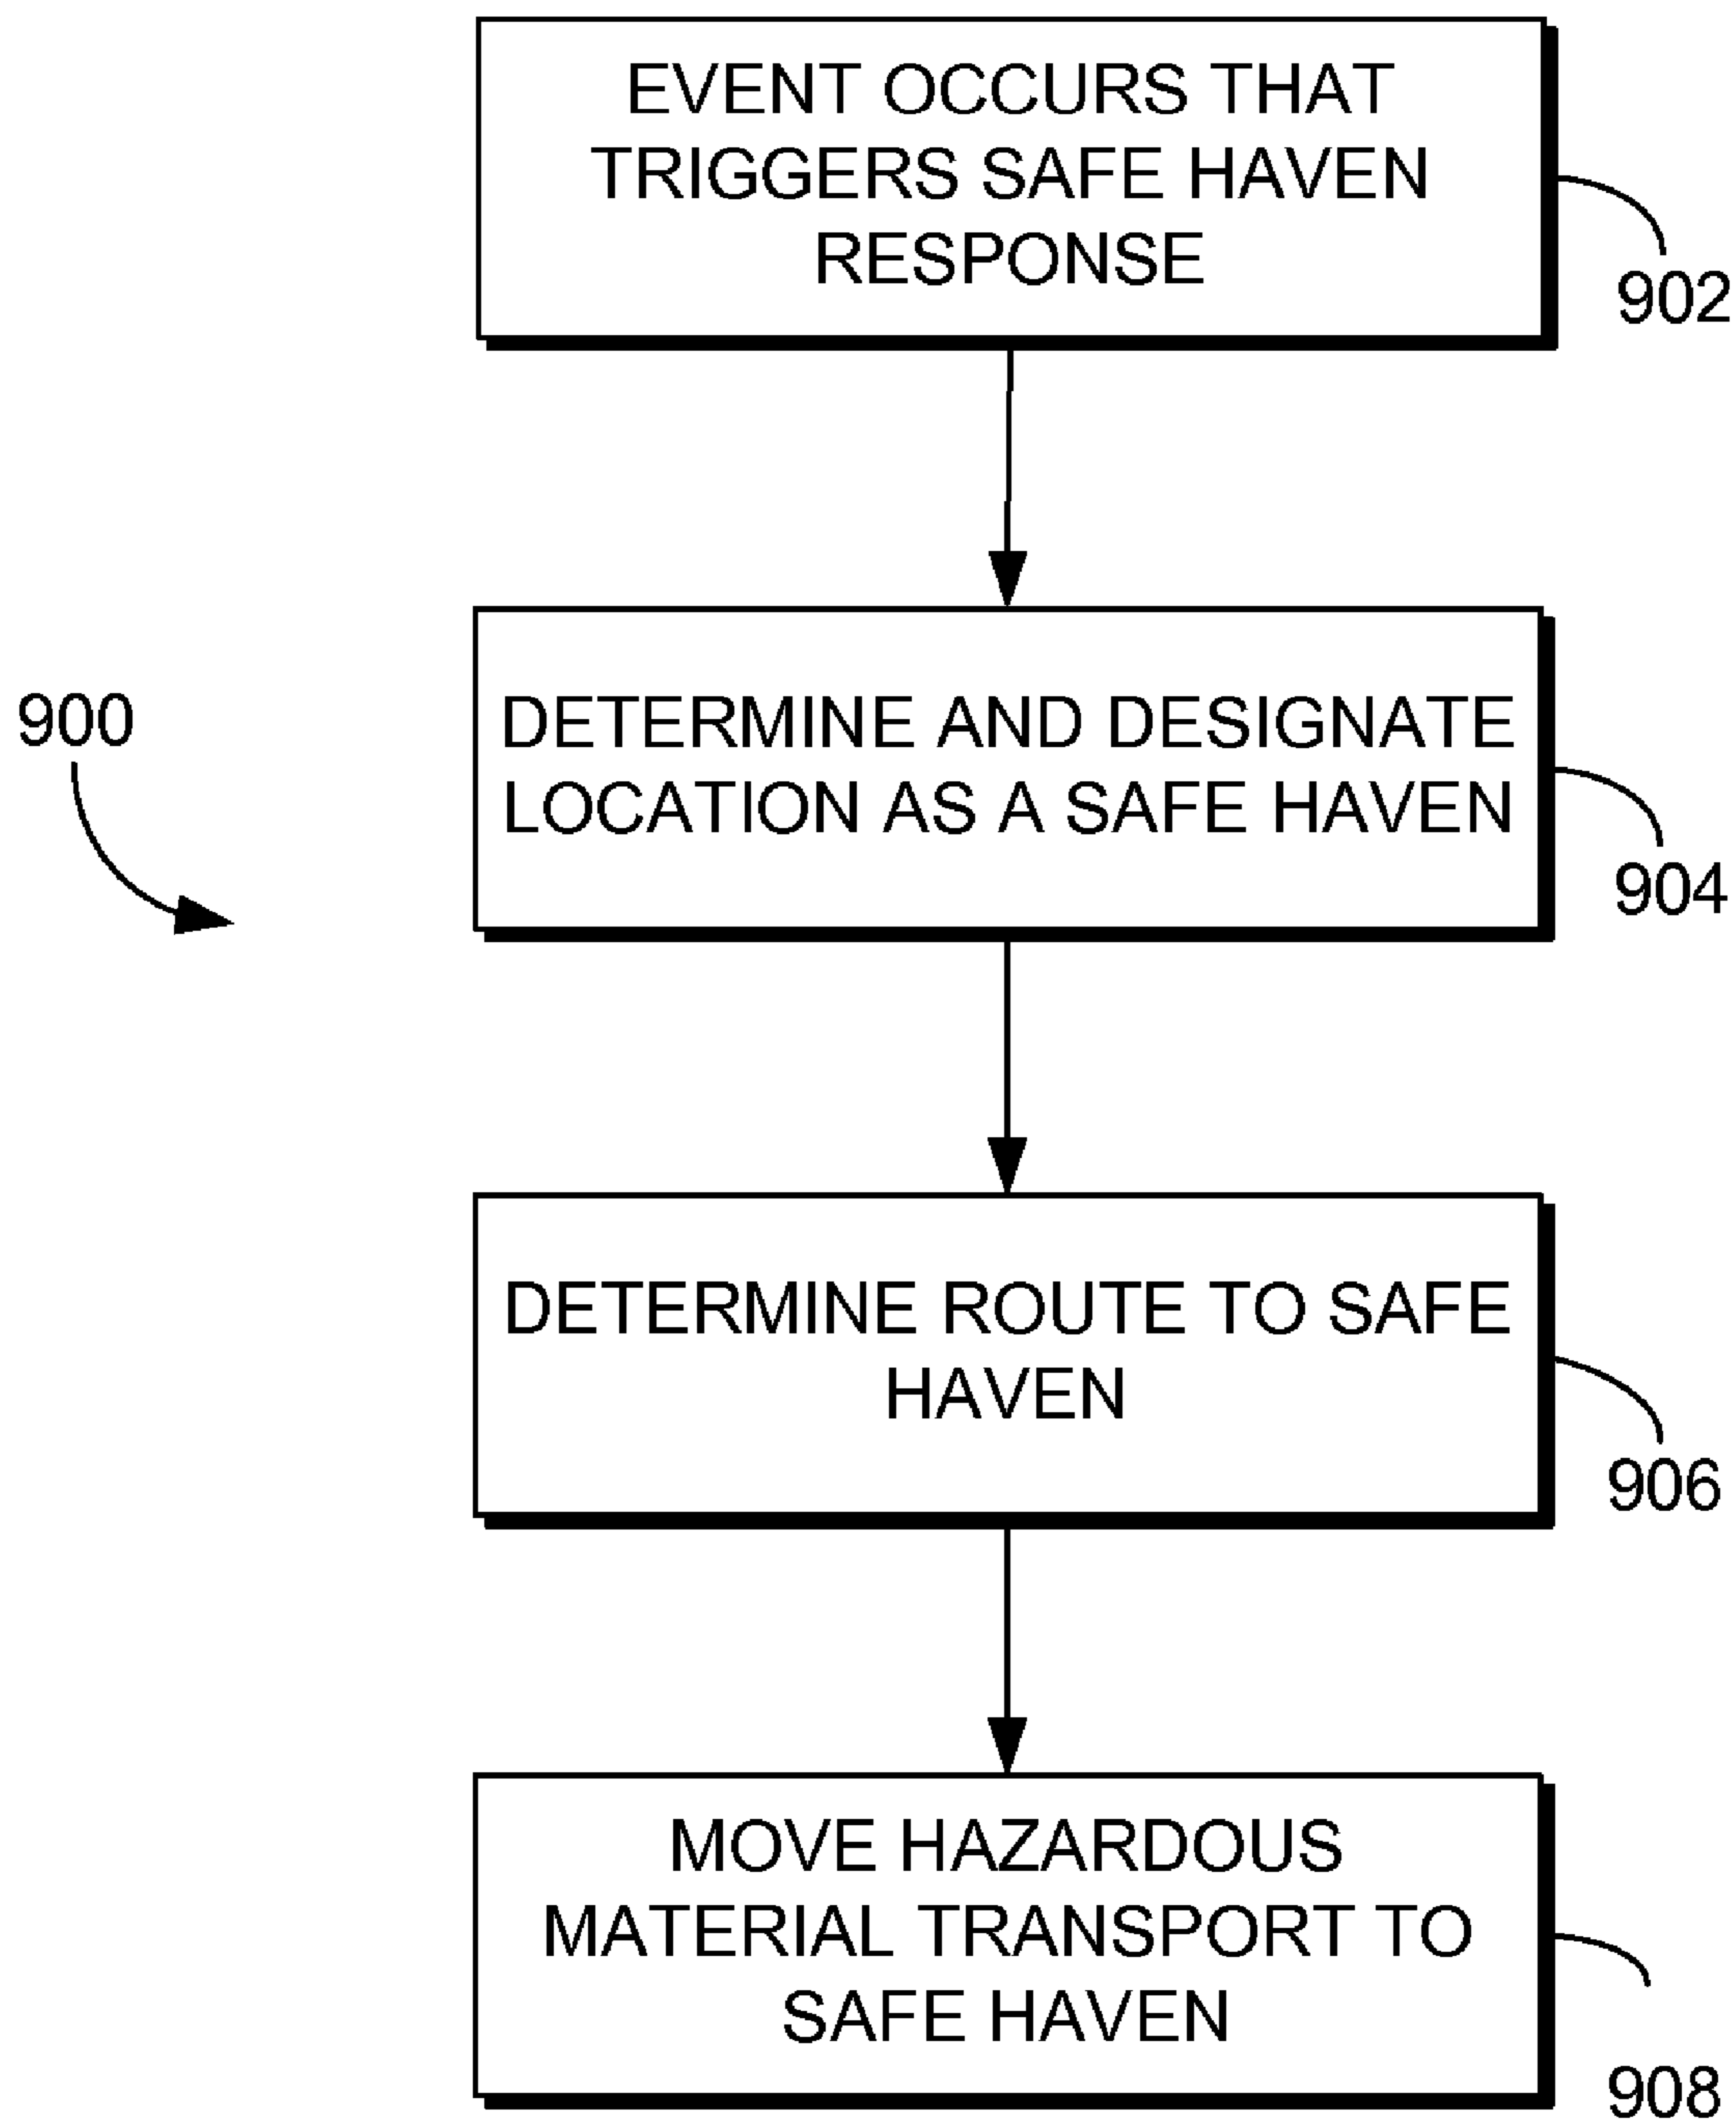 EVENT OCCURS THAT
TRIGGERS SAFE HAVEN
RESPONSE
902
900
DETERMINE AND DESIGNATE
LOCATION AS A SAFE HAVEN
904
DETERMINE ROUTE TO SAFE
HAVEN
906
MOVE HAZARDOUS
MATERIAL TRANSPORT TO
SAFE HAVEN
908